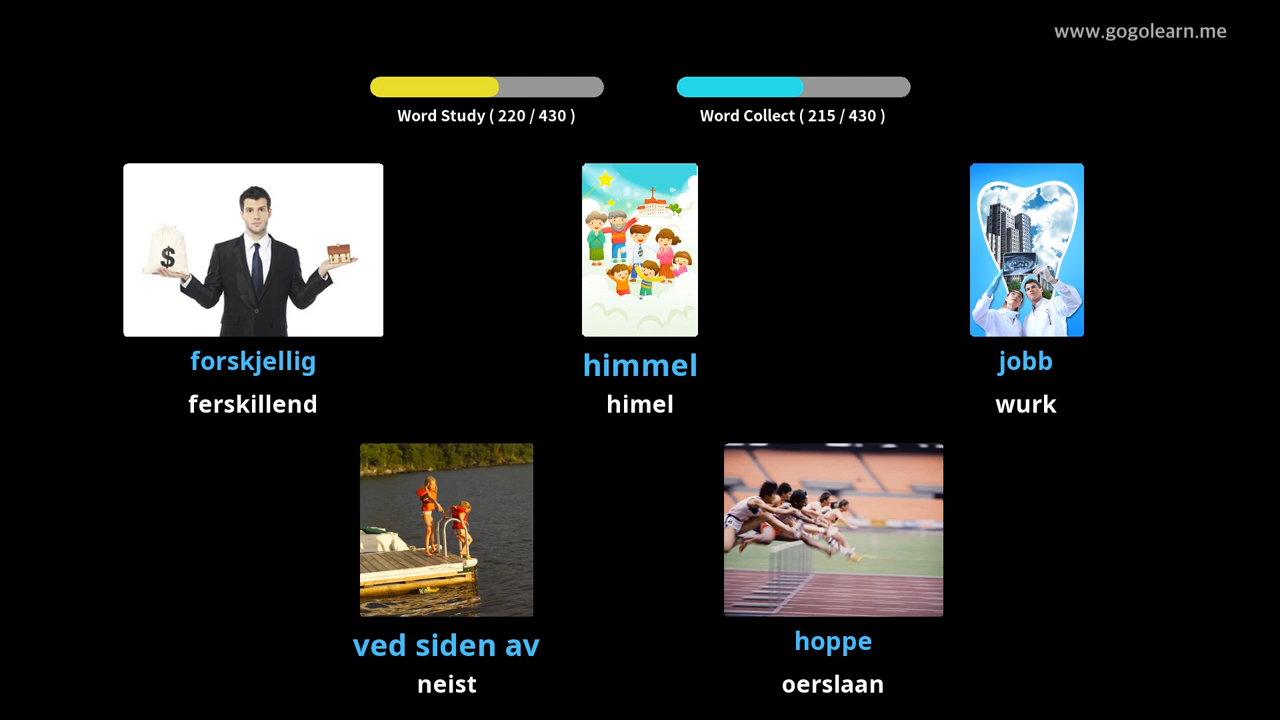 www.gogolearn.me
Word Study ( 220 / 430 )
Word Collect ( 215 / 430 )
$
forskjellig
himmel
jobb
ferskillend
himel
wurk
ved siden av
hoppe
neist
oerslaan